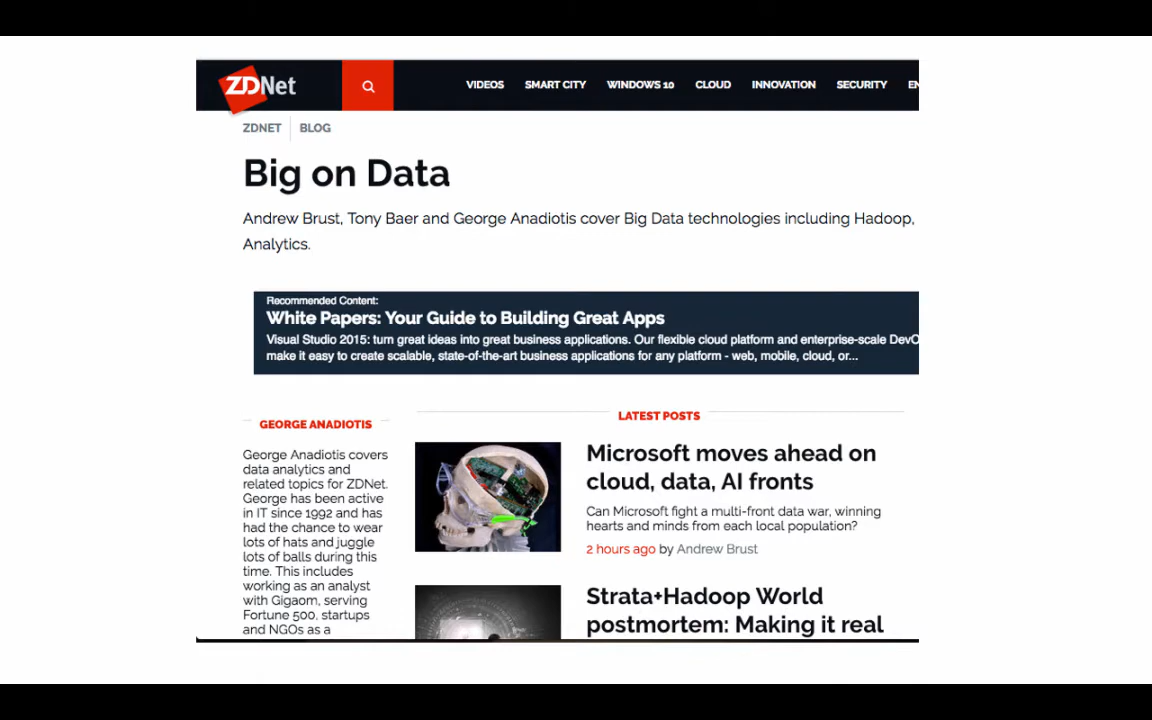 ZDNet
VIDEOS SMART CITY WINDOWS 10 CLOUD INNOVATION SECURITY
ZDNET BLOG
Big on Data
Andrew Brust, Tony Baer and George Anadiotis cover Big Data technologies including Hadoop,
Analytics.
Recommended Content:
White Papers: Your Guide to Building Great Apps
Visual Studio 2015: turn great ideas into great business applications. Our flexible cloud platform and enterprise-scale DevO
make it easy to create scalable, state-of-the-art business applications for any platform - web, mobile, cloud, or...
GEORGE ANADIOTIS
George Anadiotis covers
data analytics and
related topics for ZDNet.
George has been active
in IT since 1992 and has
had the chance to wear
lots of hats and juggle
lots of balls during this
time. This includes
working as an analyst
with Gigaom, serving
Fortune 500, startups
and NGOs as a
LATEST POSTS
Microsoft moves ahead on
cloud, data, AI fronts
Can Microsoft fight a multi-front data war, winning
hearts and minds from each local population?
2 hours ago by Andrew Brust
Strata+Hadoop World
postmortem: Making it real